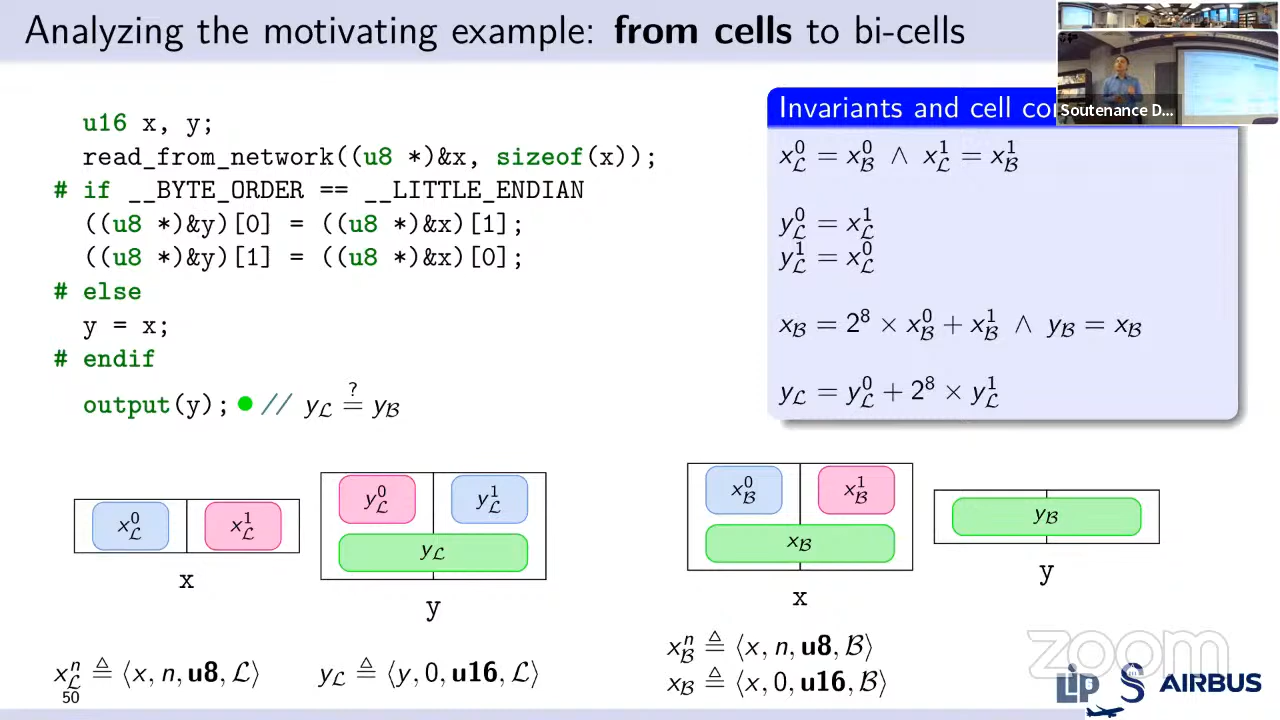 Analyzing the motivating example: from cells to bi-cells
Soutenance D...
u16 x, y;
read_from_network((u8 *)&x, sizeof(x));
# if __BYTE_ORDER == __LITTLE_ENDIAN
((u8 *)&y)[0] = ((u8 *)&x)[1];
((u8 *)&y)[1] = ((u8 *)&x)[0];
# else
y = x;
# endif
output(y); ● // y_ℒ ≟ y_ℬ
Invariants and cell co
x_ℒ^0 = x_ℬ^0 ∧ x_ℒ^1 = x_ℬ^1
y_ℒ^0 = x_ℒ^1
y_ℒ^1 = x_ℒ^0
x_ℬ = 2^8 × x_ℬ^0 + x_ℬ^1 ∧ y_ℬ = x_ℬ
y_ℒ = y_ℒ^0 + 2^8 × y_ℒ^1
x_ℒ^0 x_ℒ^1
x
y_ℒ^0 y_ℒ^1
y_ℒ
y
x_ℬ^0 x_ℬ^1
x_ℬ
x
y_ℬ
y
x_ℒ^n ≜ ⟨x, n, u8, ℒ⟩
y_ℒ ≜ ⟨y, 0, u16, ℒ⟩
x_ℬ^n ≜ ⟨x, n, u8, ℬ⟩
x_ℬ ≜ ⟨x, 0, u16, ℬ⟩
50
zoom
LIP6
S
AIRBUS